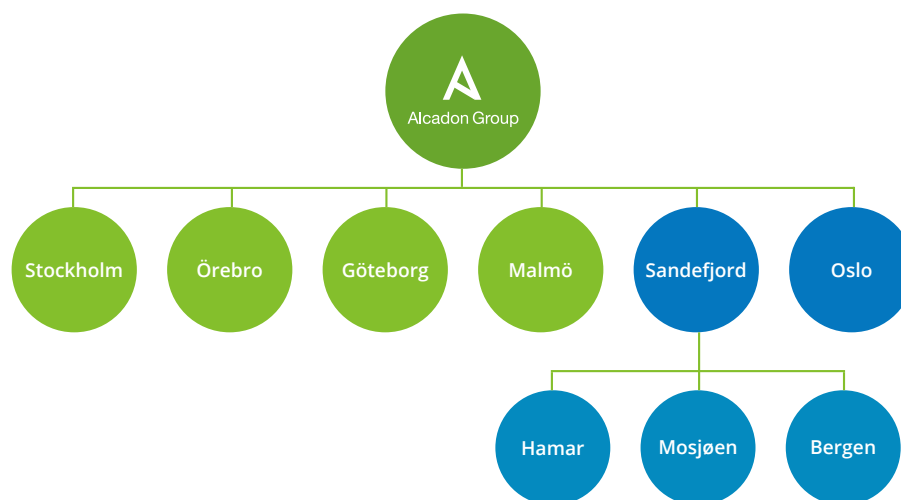 Alcadon Group
Stockholm
Örebro
Göteborg
Malmö
Sandefjord
Oslo
Hamar
Mosjøen
Bergen